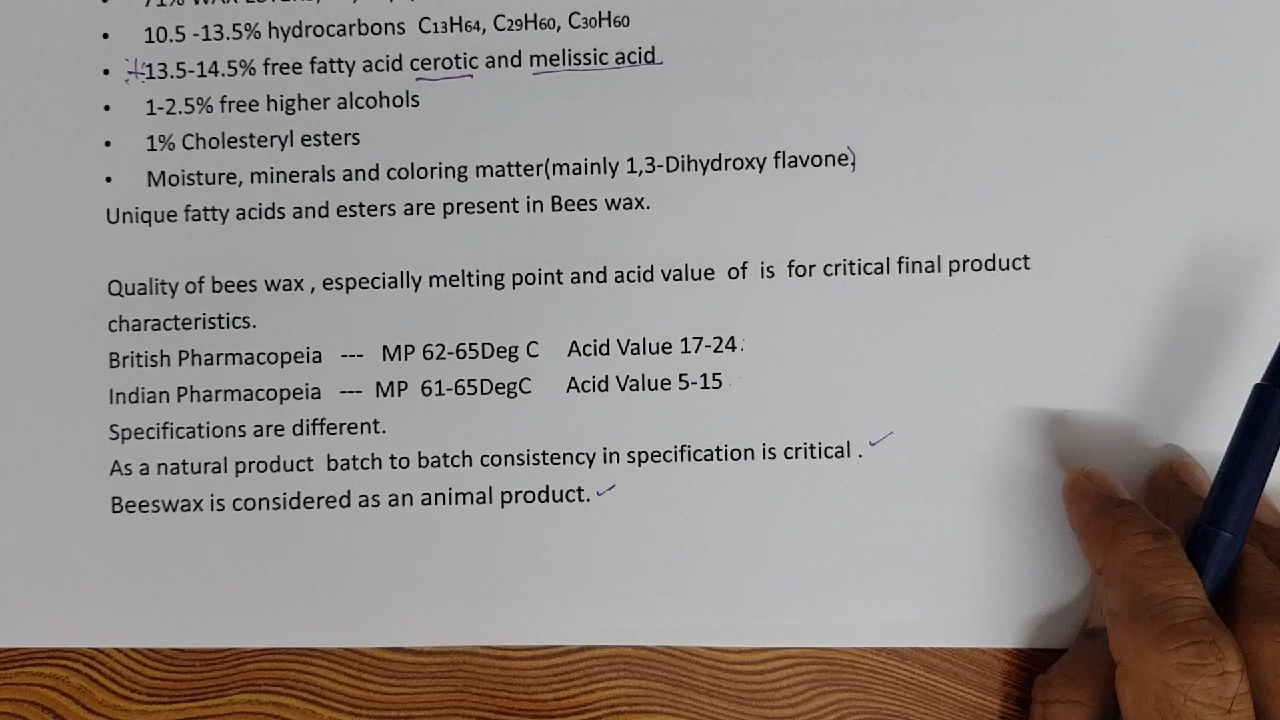 71% WAX ESTERS,
• 10.5 -13.5% hydrocarbons C13H64, C29H60, C30H60
• 13.5-14.5% free fatty acid cerotic and melissic acid
• 1-2.5% free higher alcohols
• 1% Cholesteryl esters
• Moisture, minerals and coloring matter(mainly 1,3-Dihydroxy flavone)
Unique fatty acids and esters are present in Bees wax.
Quality of bees wax , especially melting point and acid value of is for critical final product
characteristics.
British Pharmacopeia --- MP 62-65Deg C Acid Value 17-24.
Indian Pharmacopeia --- MP 61-65DegC Acid Value 5-15
Specifications are different.
As a natural product batch to batch consistency in specification is critical .
Beeswax is considered as an animal product.